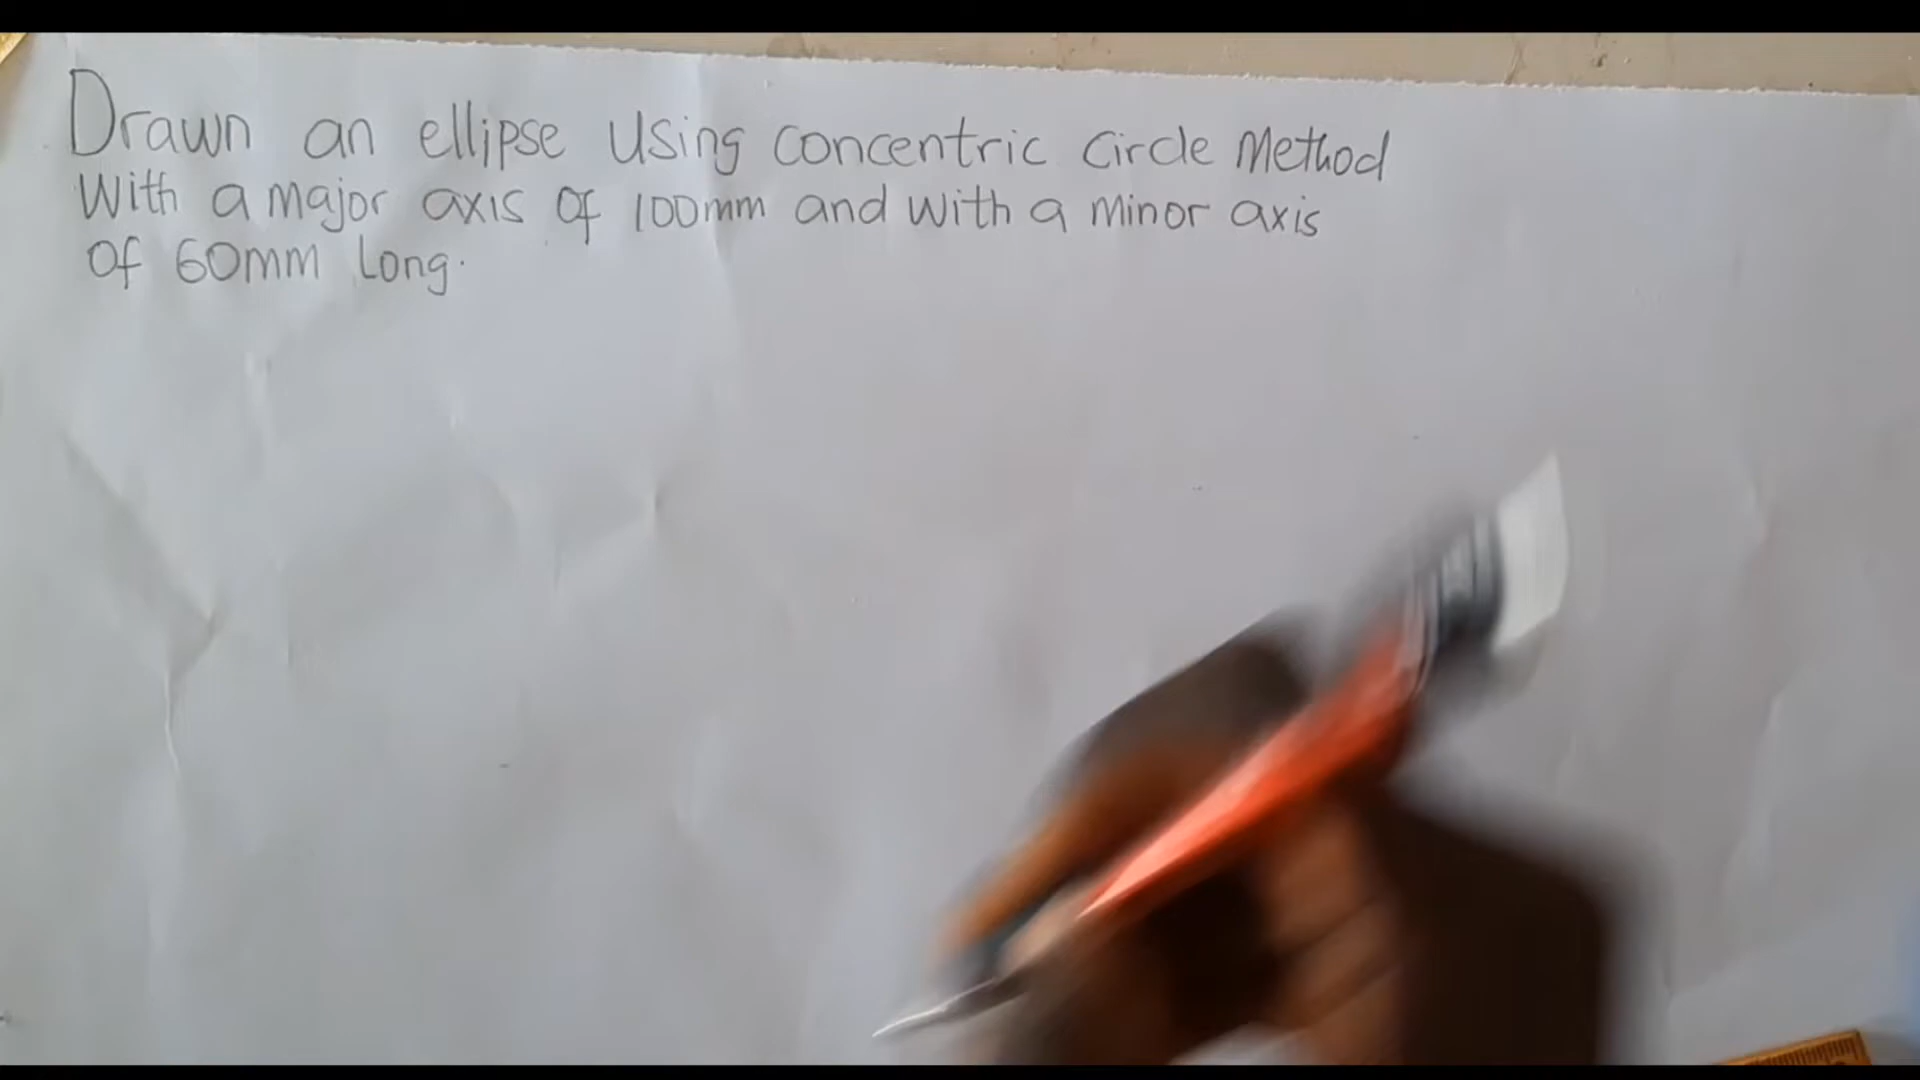 Drawn an ellipse Using concentric circle Method
With a major axis of 100mm and with a minor axis
Of 60mm Long.